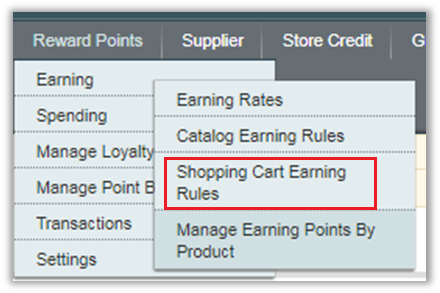 Reward Points
Supplier
Store Credit
G
Earning
Spending
Manage Loyalty
Manage Point B
Transactions
Settings
Earning Rates
Catalog Earning Rules
Shopping Cart Earning
Rules
Manage Earning Points By
Product